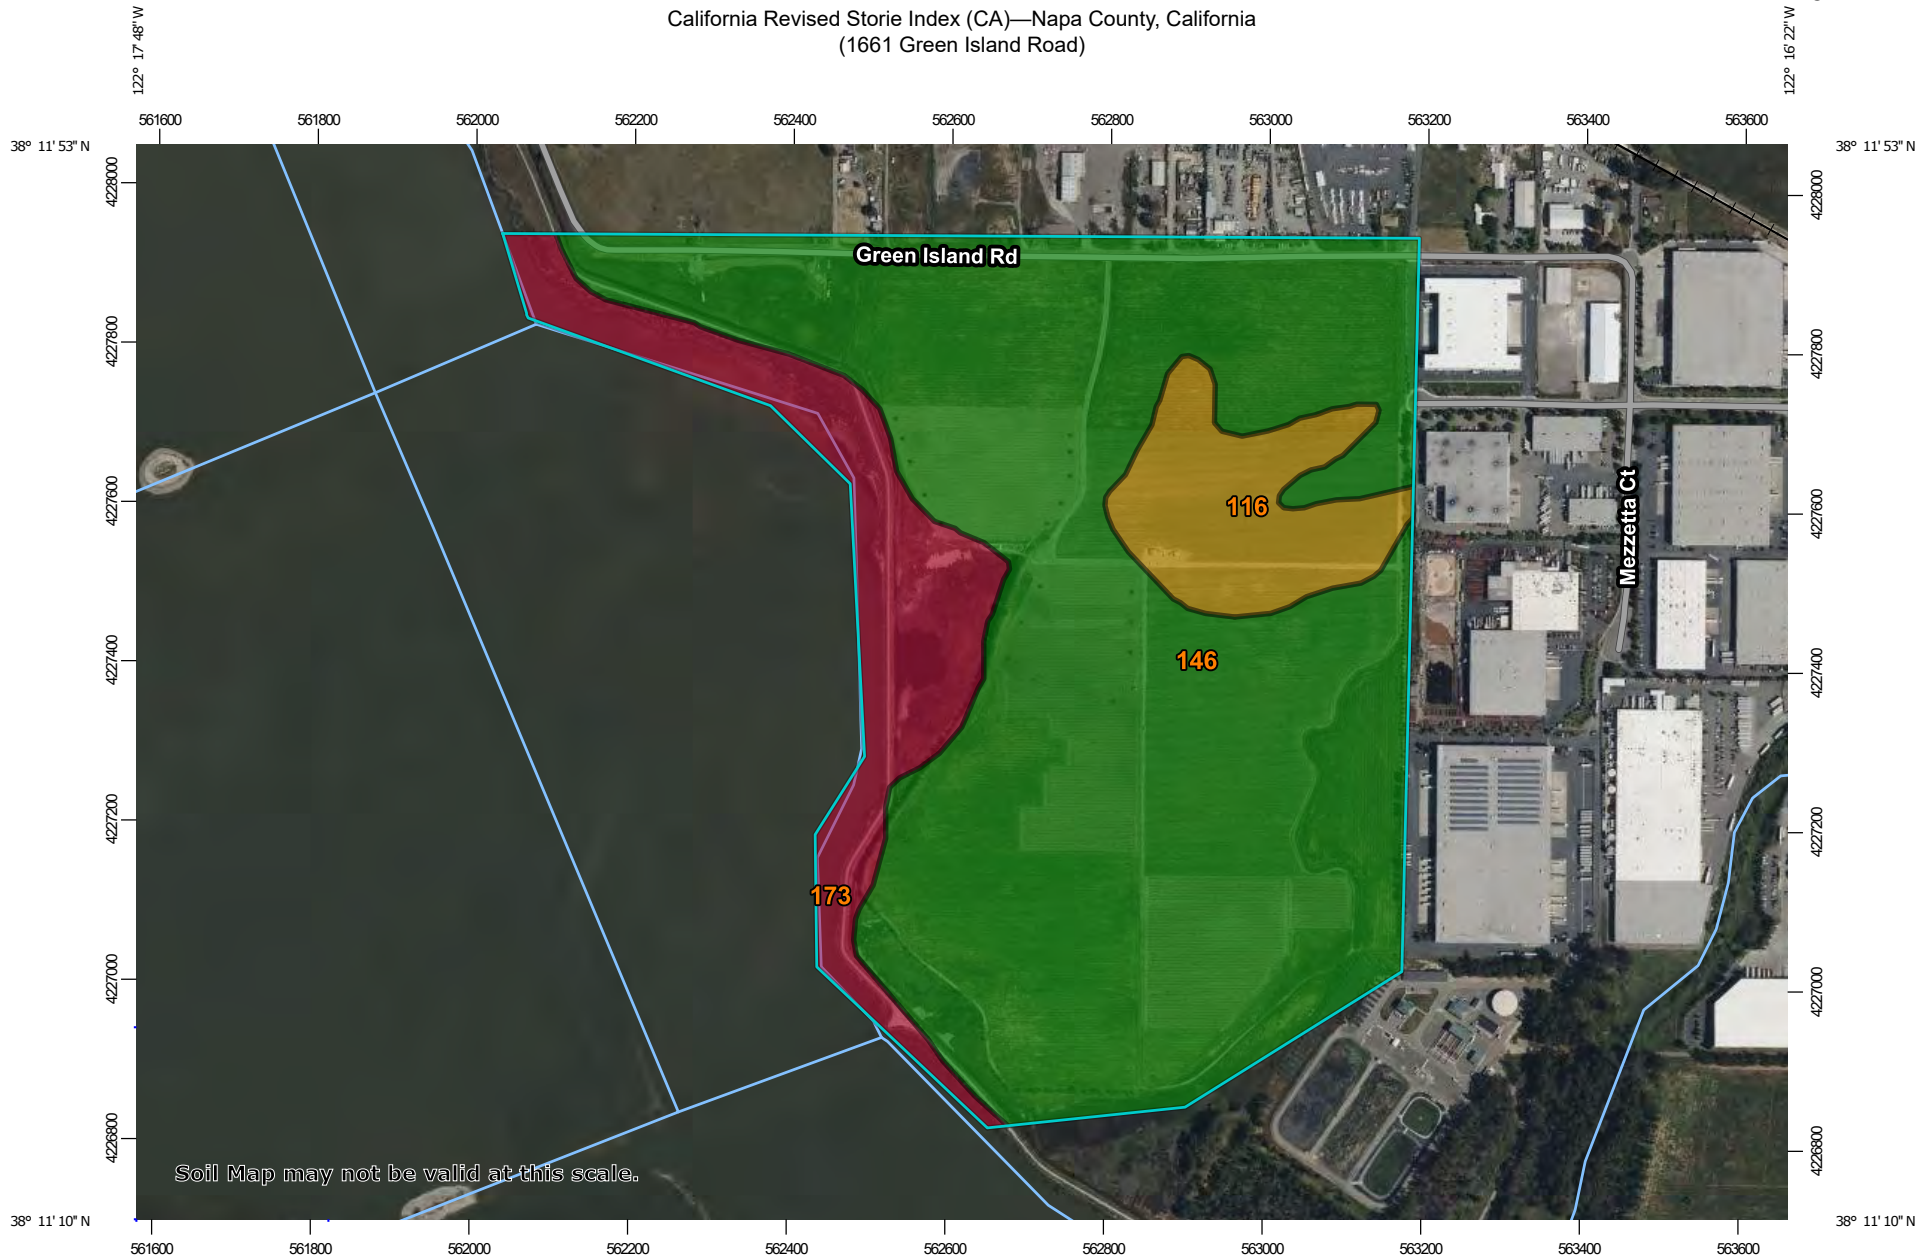 California Revised Storie Index (CA)—Napa County, California
(1661 Green Island Road)
122° 17' 48" W
122° 16' 22" W
561600 561800 562000 562200 562400 562600 562800 563000 563200 563400 563600
38° 11' 53" N
38° 11' 53" N
4228000
4228000
Green Island Rd
4227800
4227800
116
4227600
4227600
Mezzetta Ct
146
4227400
4227400
4227200
4227200
173
4227000
4227000
4226800
4226800
Soil Map may not be valid at this scale.
38° 11' 10" N
38° 11' 10" N
561600 561800 562000 562200 562400 562600 562800 563000 563200 563400 563600